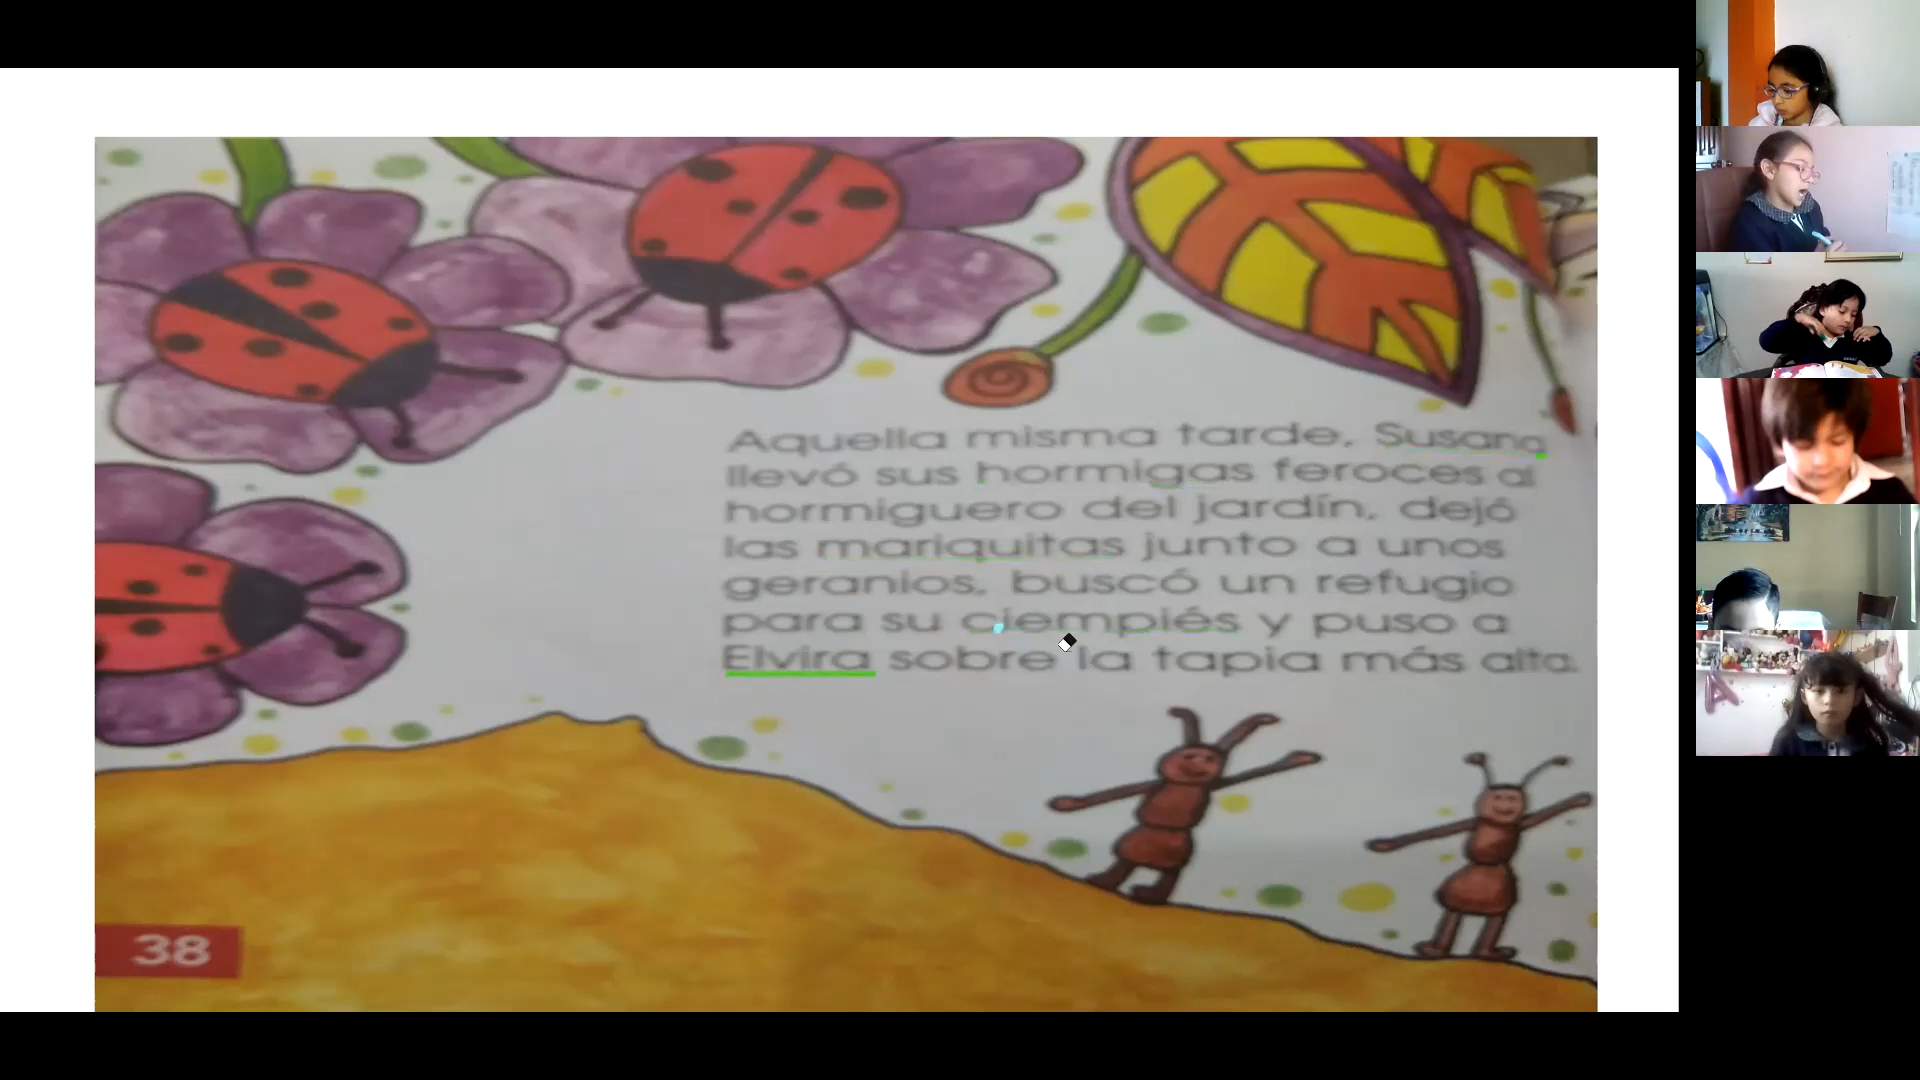 Aquella misma tarde, Susana
llevó sus hormigas feroces al
hormiguero del jardín, dejó
las mariquitas junto a unos
geranios, buscó un refugio
para su ciempiés y puso a
Elvira sobre la tapia más alta.
38